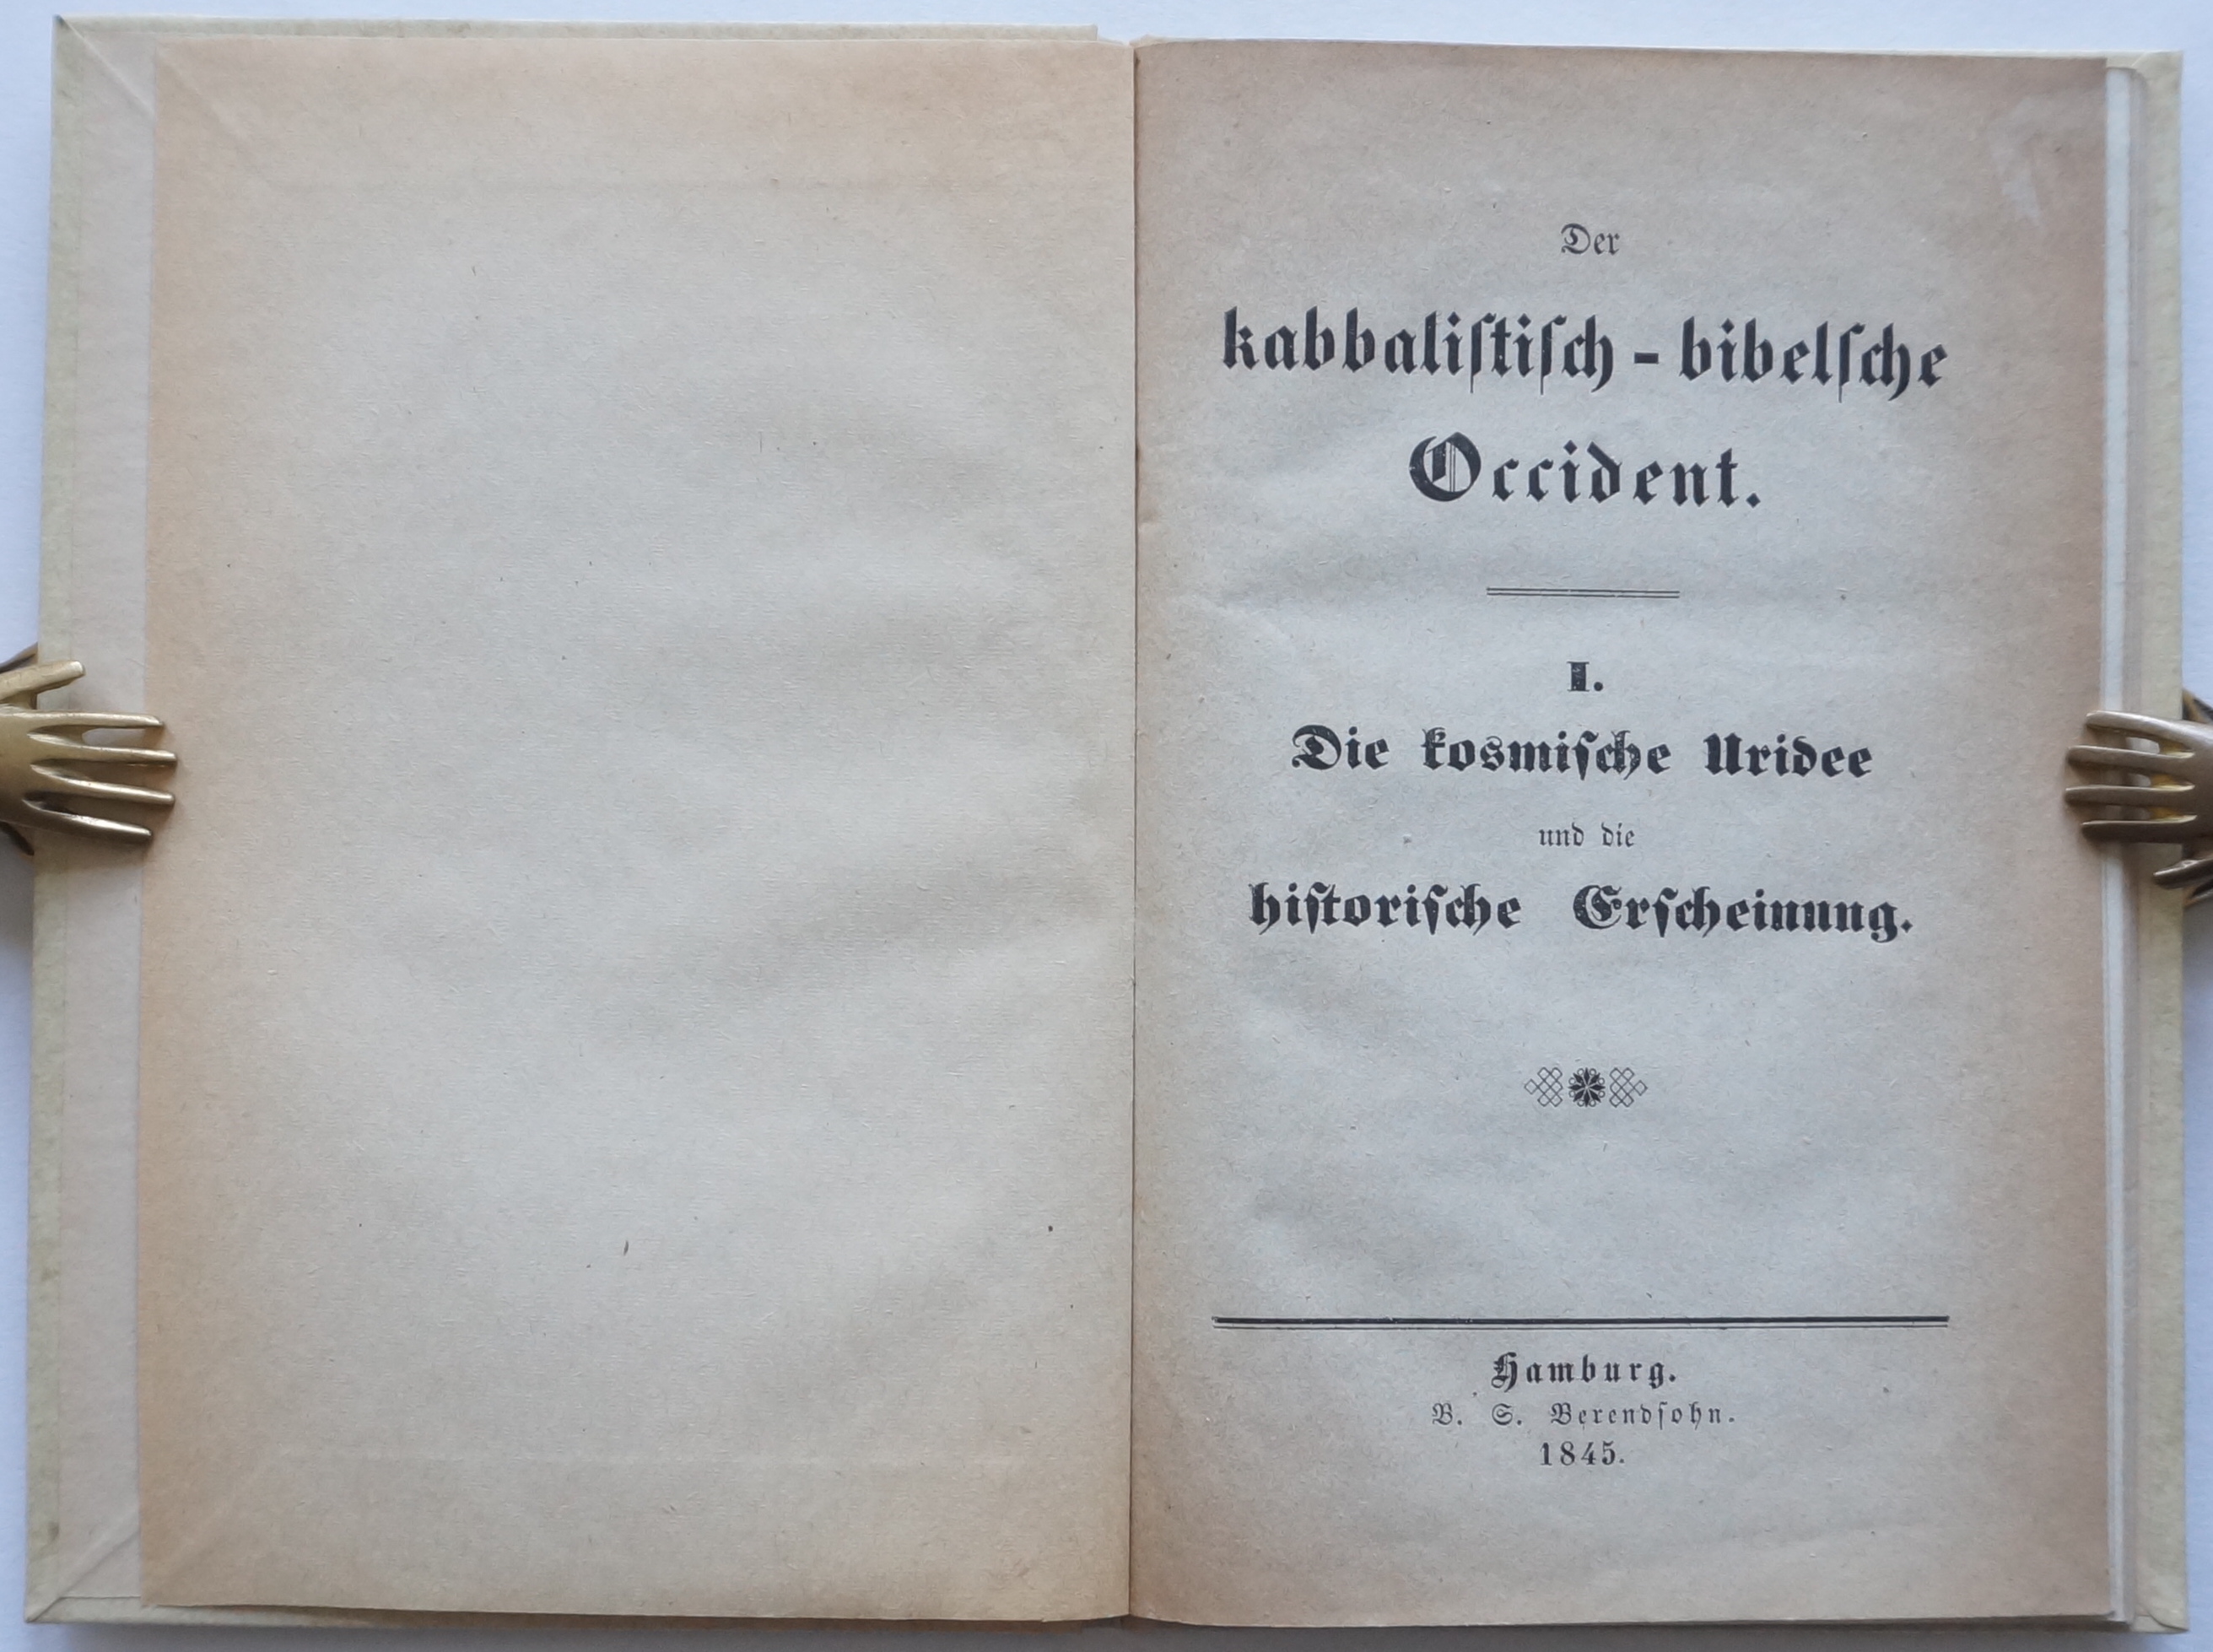 Der
kabbaliſtiſch - bibelſche
Occident.
I.
Die kosmiſche Uridee
und die
hiſtoriſche Erſcheinung.
Hamburg.
B. S. Berendſohn.
1845.